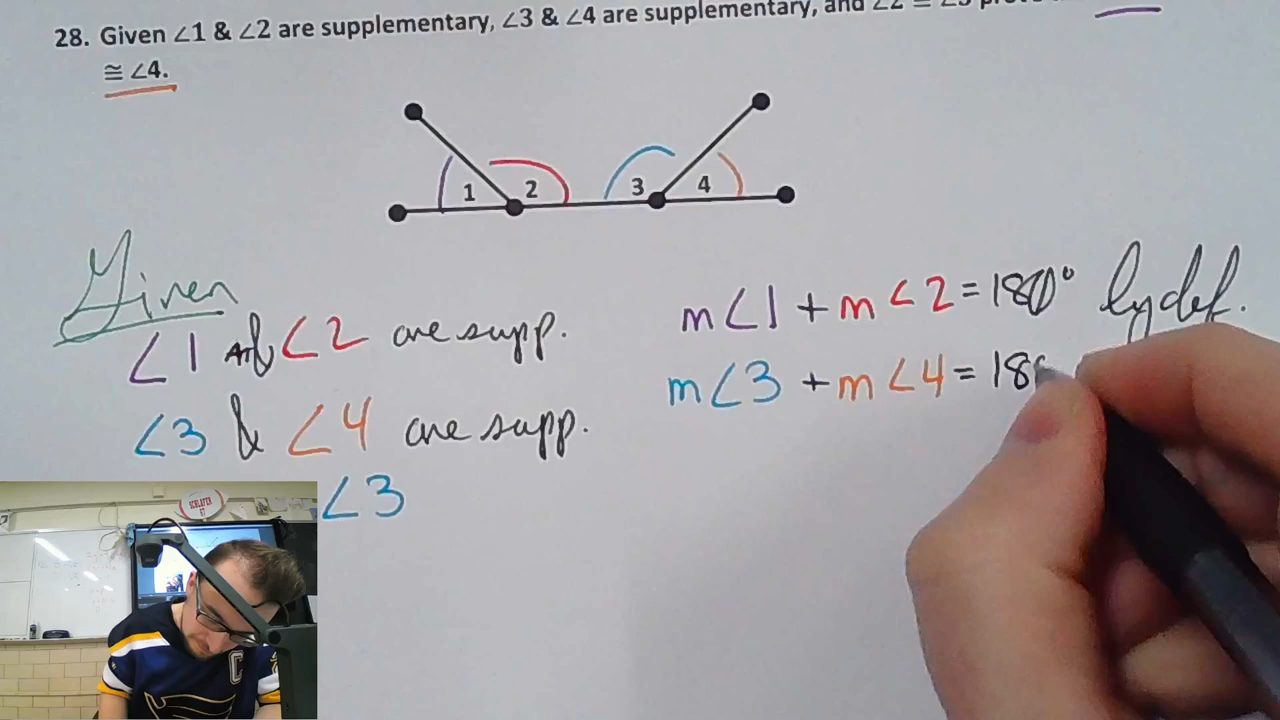 28. Given ∠1 & ∠2 are supplementary, ∠3 & ∠4 are supplementary, and ∠2 ≅ ∠3
≅ ∠4.
1 2 3 4
Given
∠1 and ∠2 are supp.
m∠1 + m∠2 = 180° by def.
∠3 & ∠4 are supp.
m∠3 + m∠4 = 18
∠3